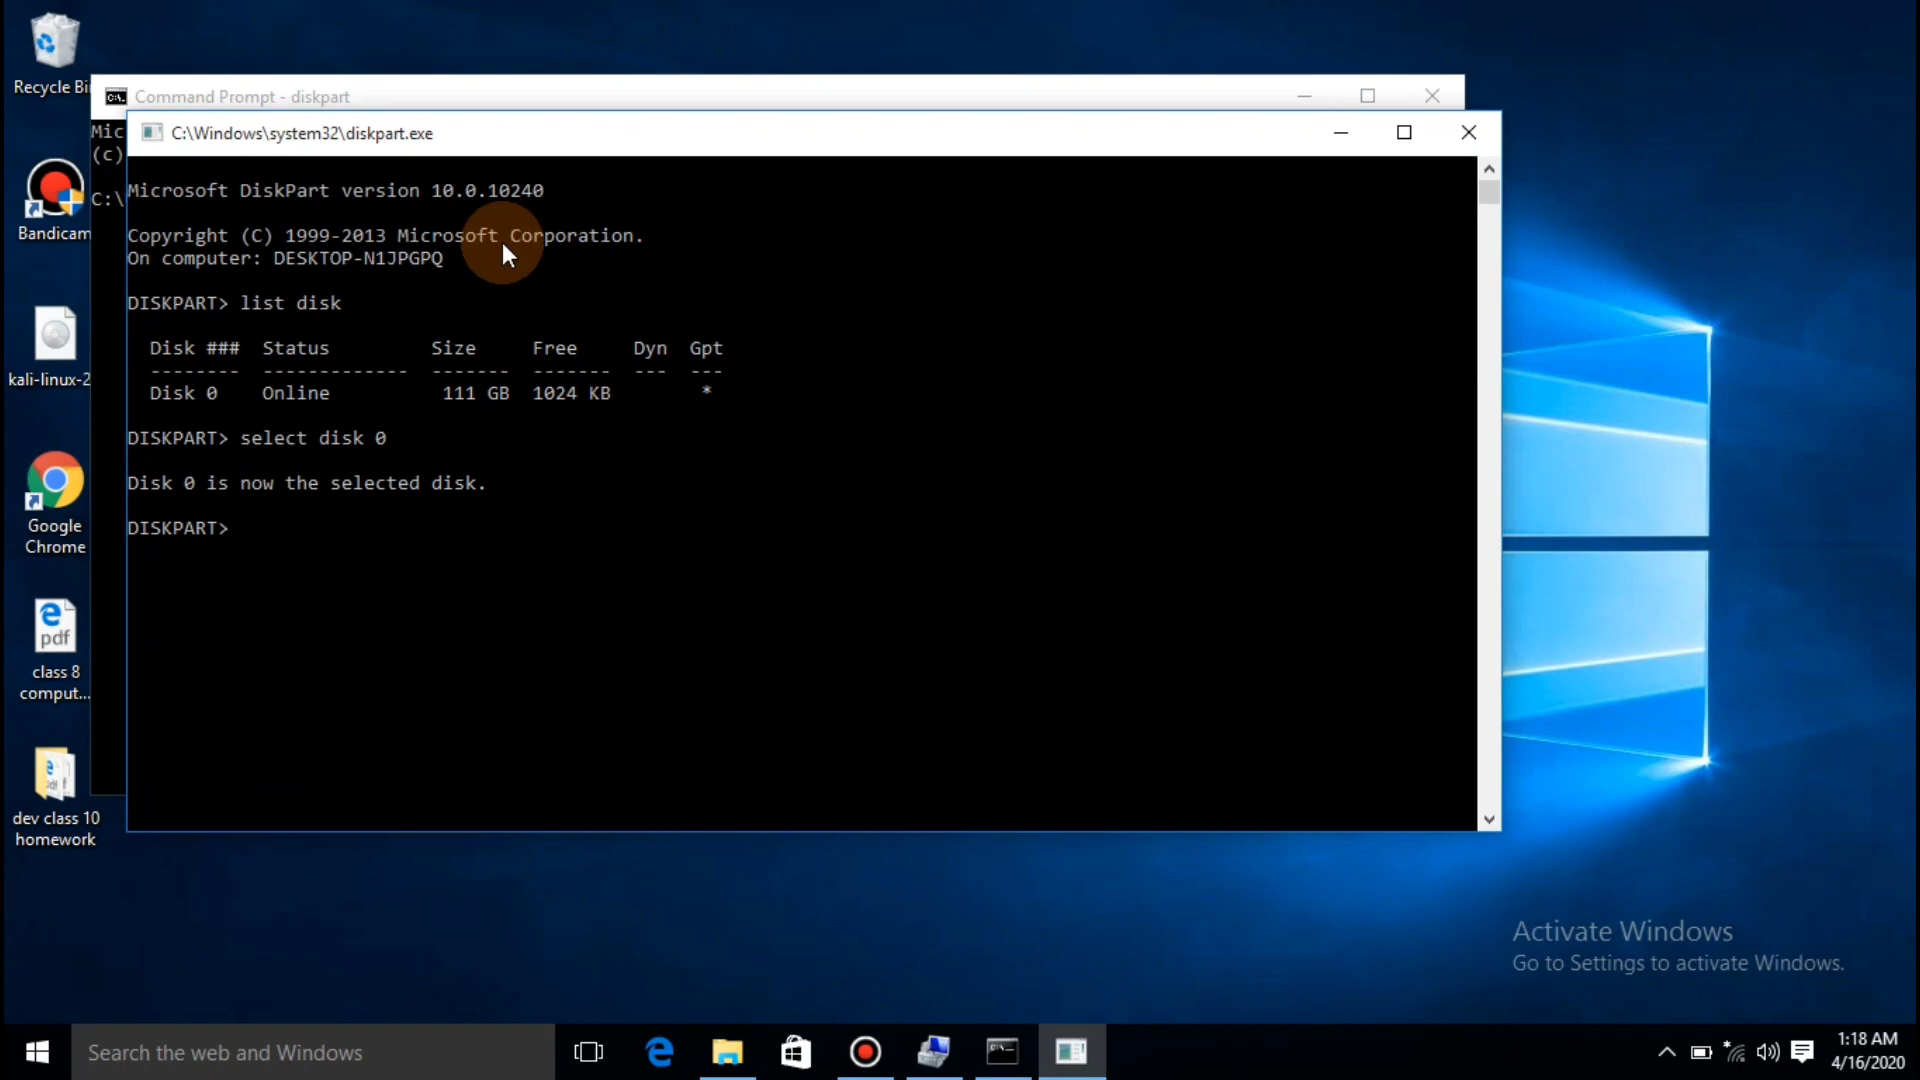 Recycle Bi
Command Prompt - diskpart
Mic
(c)
C:\
C:\Windows\system32\diskpart.exe
Microsoft DiskPart version 10.0.10240
Copyright (C) 1999-2013 Microsoft Corporation.
On computer: DESKTOP-N1JPGPQ
DISKPART> list disk
Disk ###  Status         Size     Free     Dyn  Gpt
--------  -------------  -------  -------  ---  ---
Disk 0    Online          111 GB  1024 KB        *
DISKPART> select disk 0
Disk 0 is now the selected disk.
DISKPART>
Bandicam
kali-linux-2
Google
Chrome
pdf
class 8
comput...
dev class 10
homework
Activate Windows
Go to Settings to activate Windows.
Search the web and Windows
1:18 AM
4/16/2020